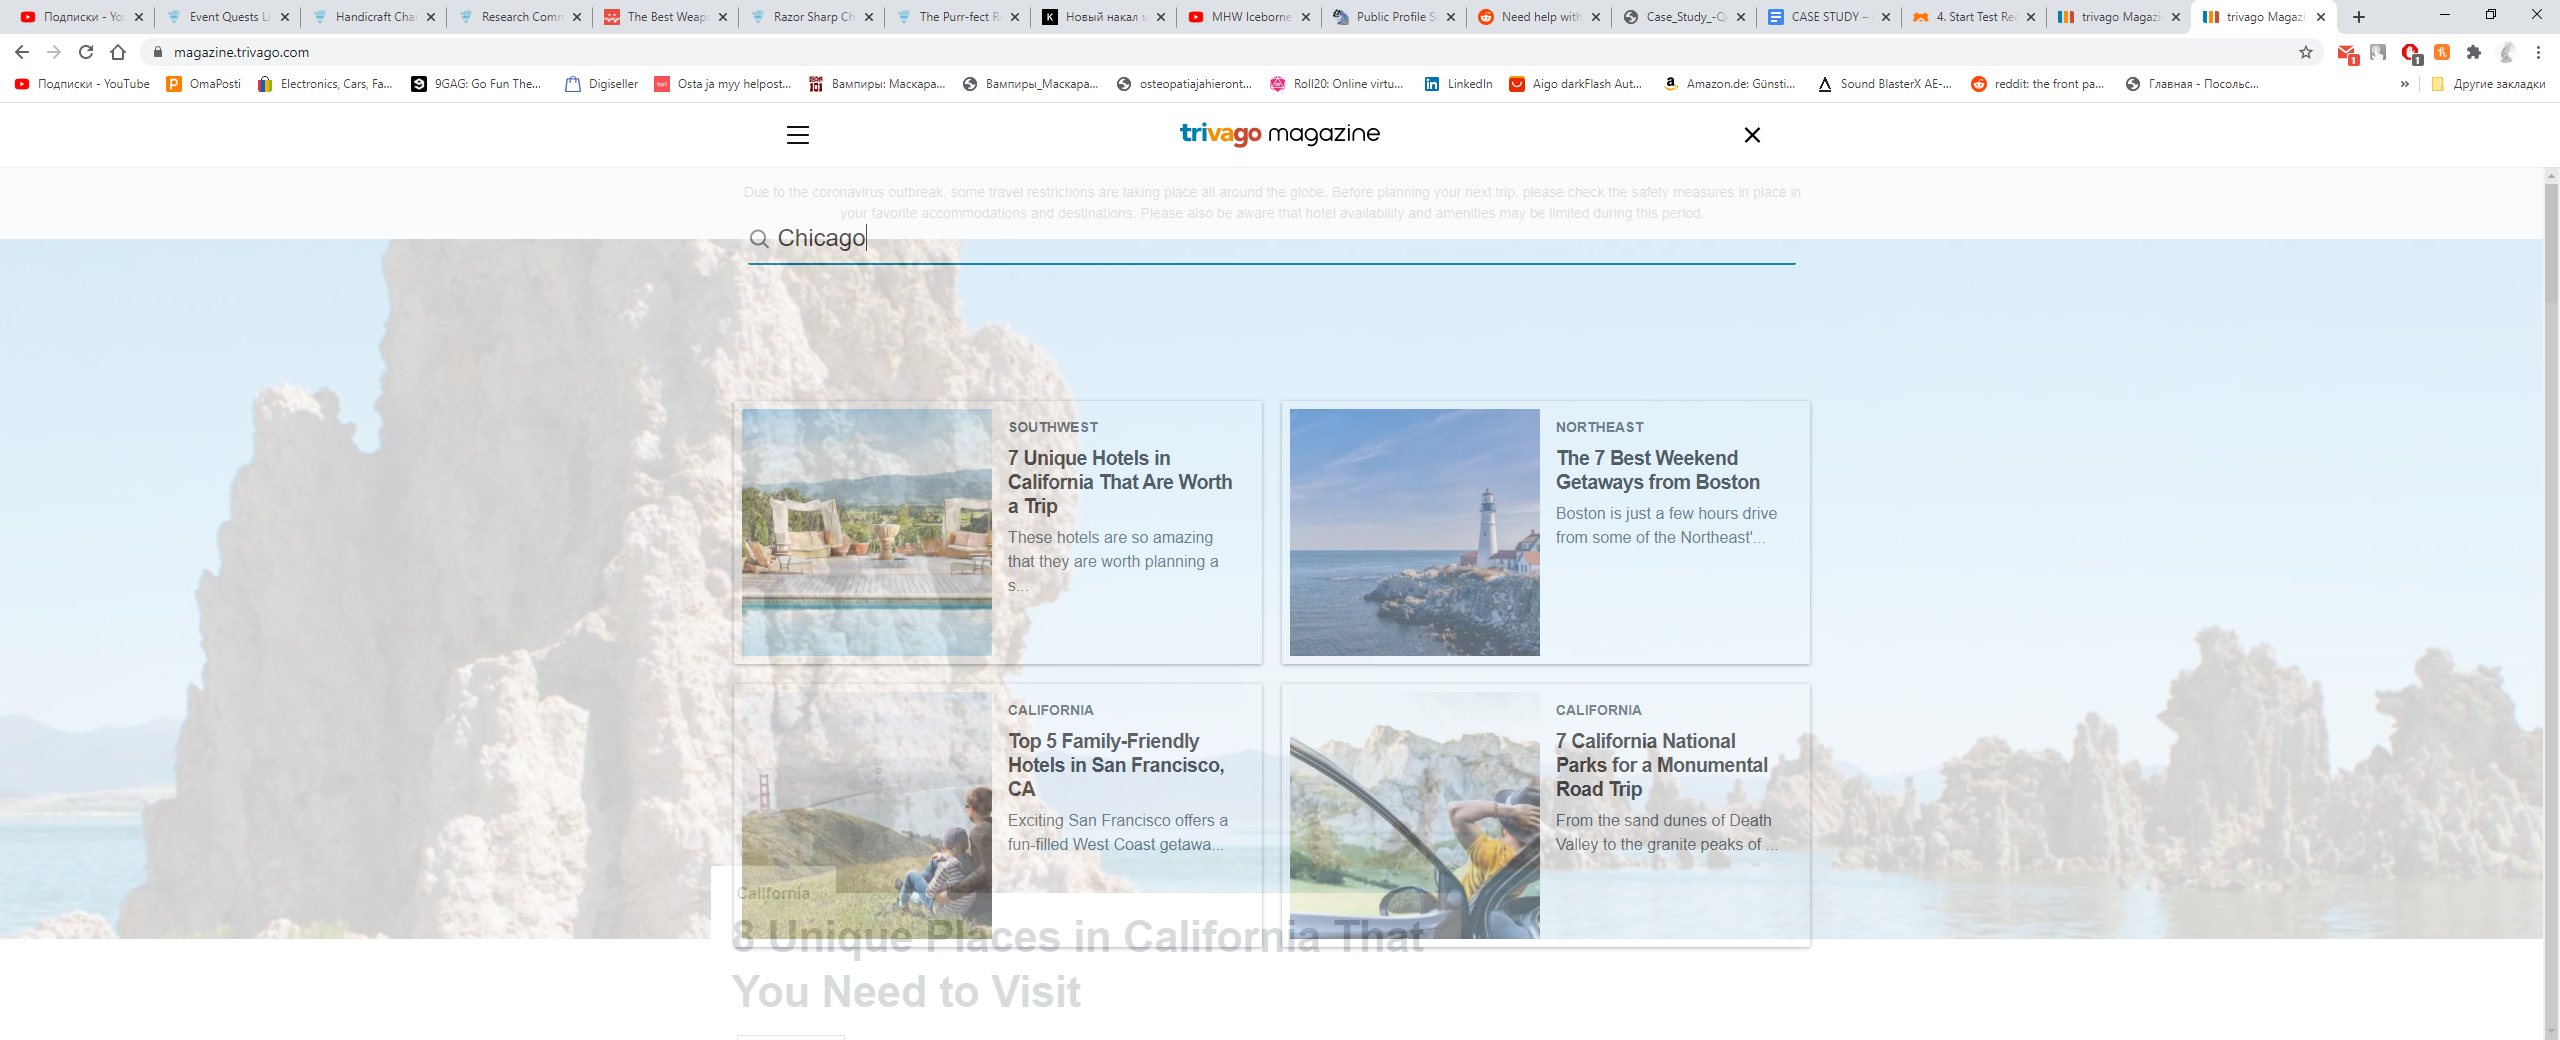 Подписки - You
Event Quests Li
Handicraft Cha
Research Comm
The Best Weap
Razor Sharp Ch
The Purr-fect R
Новый накал м
MHW Iceborne
Public Profile S
Need help with
Case_Study_-Q
CASE STUDY –
4. Start Test Rec
trivago Magazi
trivago Magazi
magazine.trivago.com
1
1
Подписки - YouTube
OmaPosti
Electronics, Cars, Fa...
9GAG: Go Fun The...
Digiseller
Osta ja myy helpost...
Вампиры: Маскара...
Вампиры_Маскара...
osteopatiajahieront...
Roll20: Online virtu...
LinkedIn
Aigo darkFlash Aut...
Amazon.de: Günsti...
Sound BlasterX AE-...
reddit: the front pa...
Главная - Посольс...
»
Другие закладки
trivago magazine
Due to the coronavirus outbreak, some travel restrictions are taking place all around the globe. Before planning your next trip, please check the safety measures in place in
your favorite accommodations and destinations. Please also be aware that hotel availability and amenities may be limited during this period.
Chicago
SOUTHWEST
7 Unique Hotels in
California That Are Worth
a Trip
These hotels are so amazing
that they are worth planning a
s...
NORTHEAST
The 7 Best Weekend
Getaways from Boston
Boston is just a few hours drive
from some of the Northeast'...
CALIFORNIA
Top 5 Family-Friendly
Hotels in San Francisco,
CA
Exciting San Francisco offers a
fun-filled West Coast getawa...
CALIFORNIA
7 California National
Parks for a Monumental
Road Trip
From the sand dunes of Death
Valley to the granite peaks of ...
California
8 Unique Places in California That
You Need to Visit